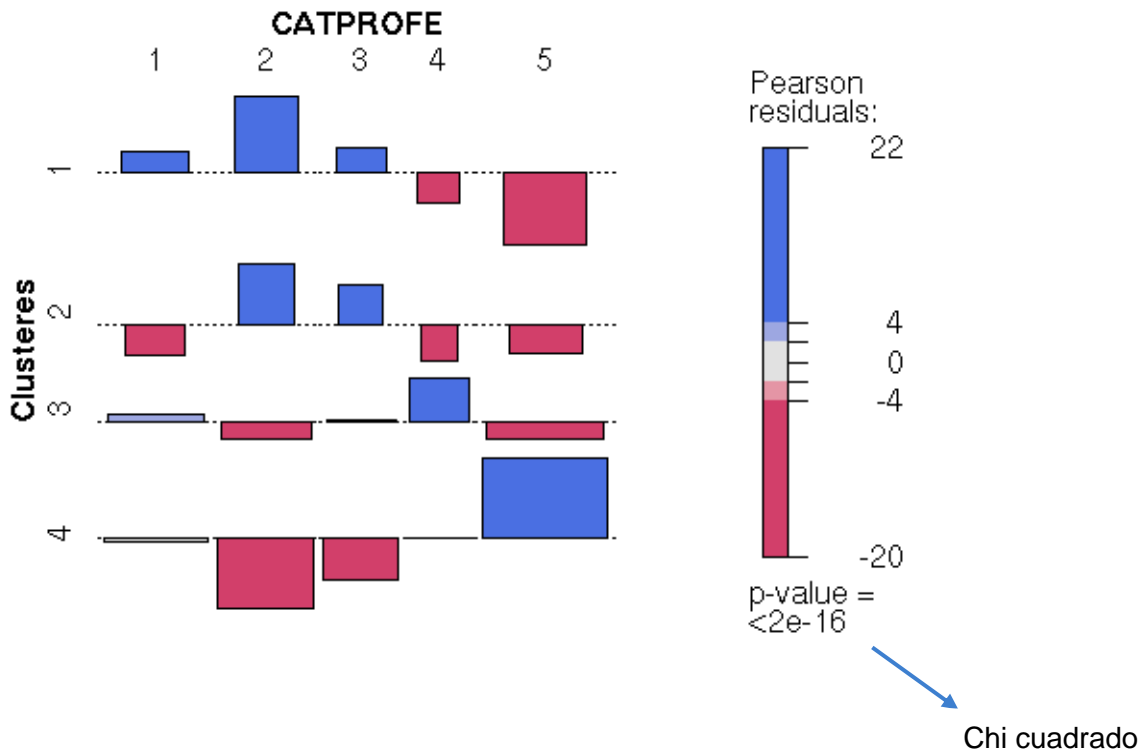 CATPROFE
1 2 3 4 5
Clusteres
1
2
3
4
Pearson
residuals:
22
4
0
-4
-20
p-value =
<2e-16
Chi cuadrado